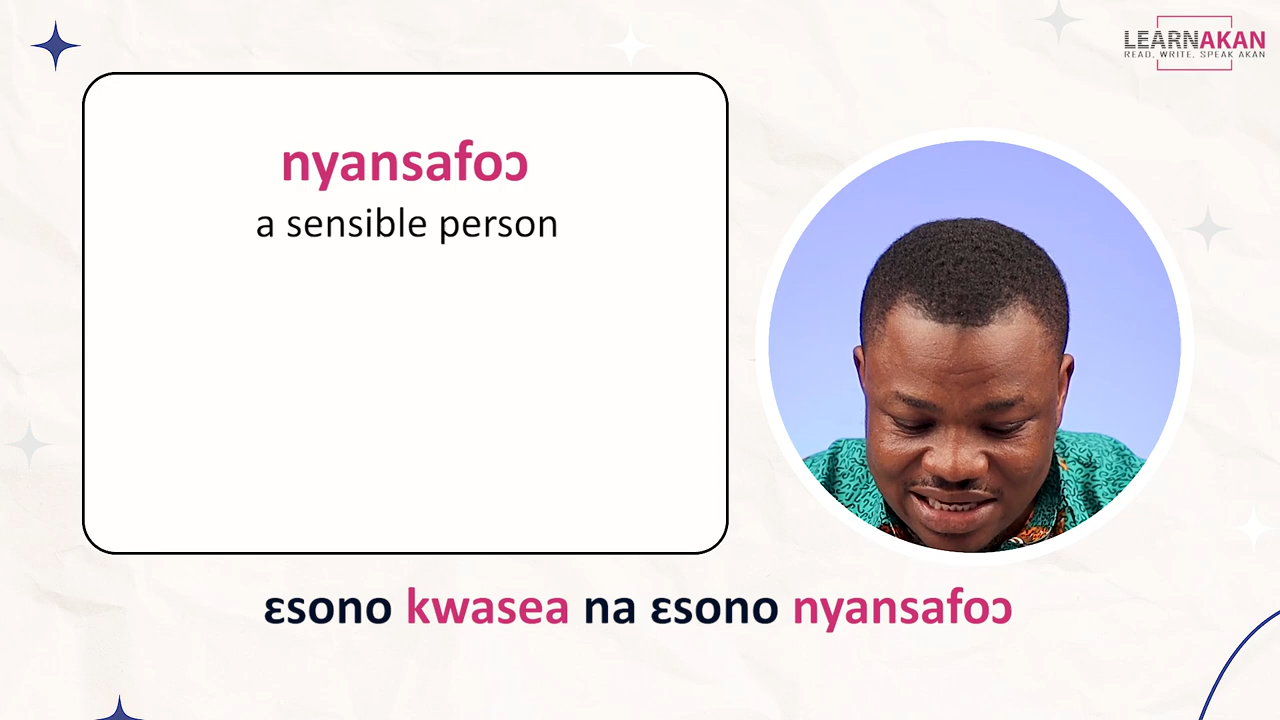 LEARNAKAN
READ, WRITE, SPEAK AKAN
nyansafoɔ
a sensible person
ɛsono kwasea na ɛsono nyansafoɔ